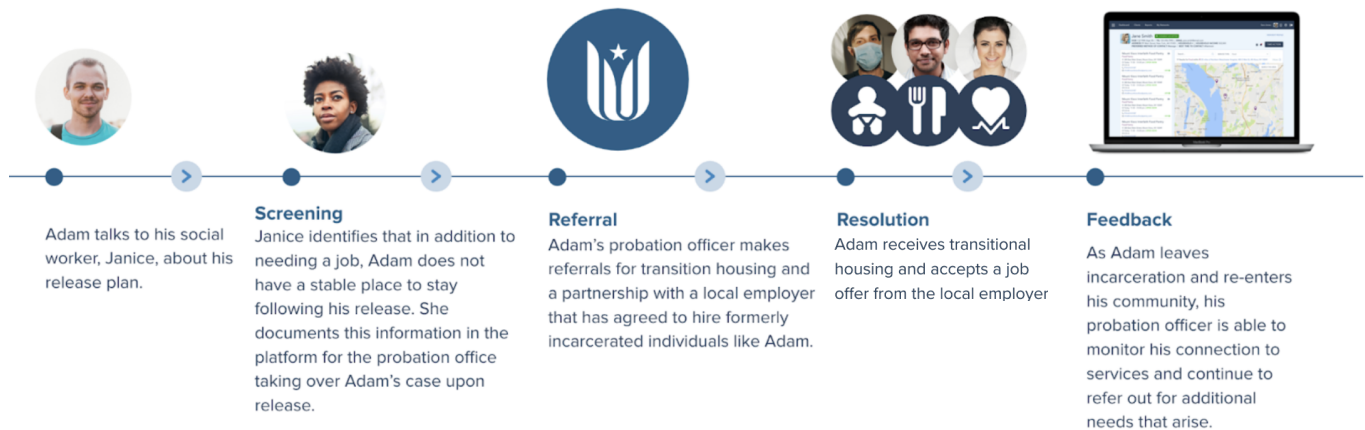 Adam talks to his social
worker, Janice, about his
release plan.
Screening
Janice identifies that in addition to
needing a job, Adam does not
have a stable place to stay
following his release. She
documents this information in the
platform for the probation office
taking over Adam's case upon
release.
Referral
Adam's probation officer makes
referrals for transition housing and
a partnership with a local employer
that has agreed to hire formerly
incarcerated individuals like Adam.
Resolution
Adam receives transitional
housing and accepts a job
offer from the local employer
Feedback
As Adam leaves
incarceration and re-enters
his community, his
probation officer is able to
monitor his connection to
services and continue to
refer out for additional
needs that arise.
Jane Smith